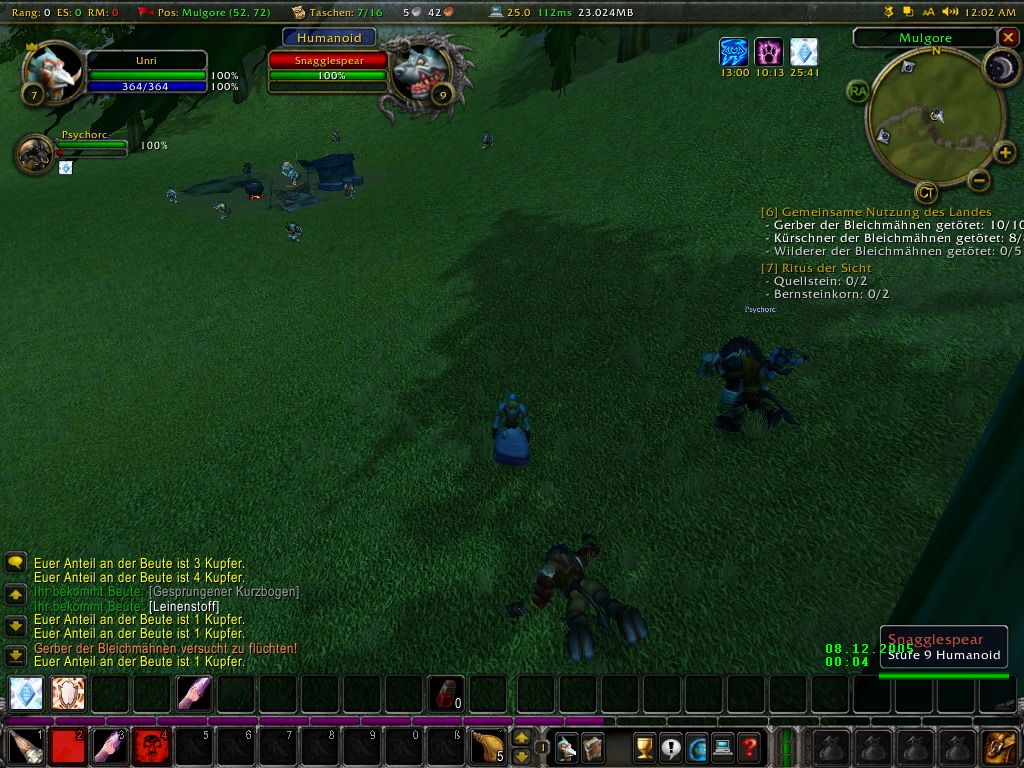 Rang: 0 ES: 0 RM: 0 Pos: Mulgore (52, 72) Taschen: 7/16 5 42 25.0 112ms 23.024MB 12:02 AM
Humanoid
Mulgore
N
Unri
100%
364/364 100%
7
Snagglespear
100%
9
13:00 10:13 25:41
RA
Psychorc
100%
CT
[6] Gemeinsame Nutzung des Landes
- Gerber der Bleichmähnen getötet: 10/10
- Kürschner der Bleichmähnen getötet: 8/
- Wilderer der Bleichmähnen getötet: 0/5
[7] Ritus der Sicht
- Quellstein: 0/2
- Bernsteinkorn: 0/2
Psychorc
Euer Anteil an der Beute ist 3 Kupfer.
Euer Anteil an der Beute ist 4 Kupfer.
Ihr bekommt Beute: [Gesprungener Kurzbogen]
Ihr bekommt Beute: [Leinenstoff]
Euer Anteil an der Beute ist 1 Kupfer.
Euer Anteil an der Beute ist 1 Kupfer.
Gerber der Bleichmähnen versucht zu flüchten!
Euer Anteil an der Beute ist 1 Kupfer.
08.12.2005
00:04
Snagglespear
Stufe 9 Humanoid
0
1 2 3 4 5 6 7 8 9 0 ß
5
1